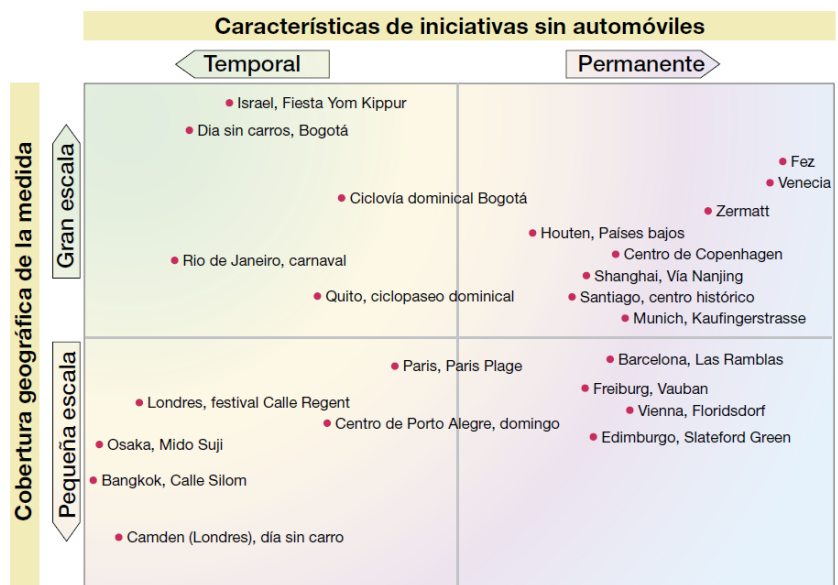 Características de iniciativas sin automóviles
Temporal
Permanente
Cobertura geográfica de la medida
Gran escala
Pequeña escala
Israel, Fiesta Yom Kippur
Dia sin carros, Bogotá
Ciclovía dominical Bogotá
Rio de Janeiro, carnaval
Quito, ciclopaseo dominical
Fez
Venecia
Zermatt
Houten, Países bajos
Centro de Copenhagen
Shanghai, Vía Nanjing
Santiago, centro histórico
Munich, Kaufingerstrasse
Paris, Paris Plage
Londres, festival Calle Regent
Centro de Porto Alegre, domingo
Osaka, Mido Suji
Bangkok, Calle Silom
Camden (Londres), día sin carro
Barcelona, Las Ramblas
Freiburg, Vauban
Vienna, Floridsdorf
Edimburgo, Slateford Green